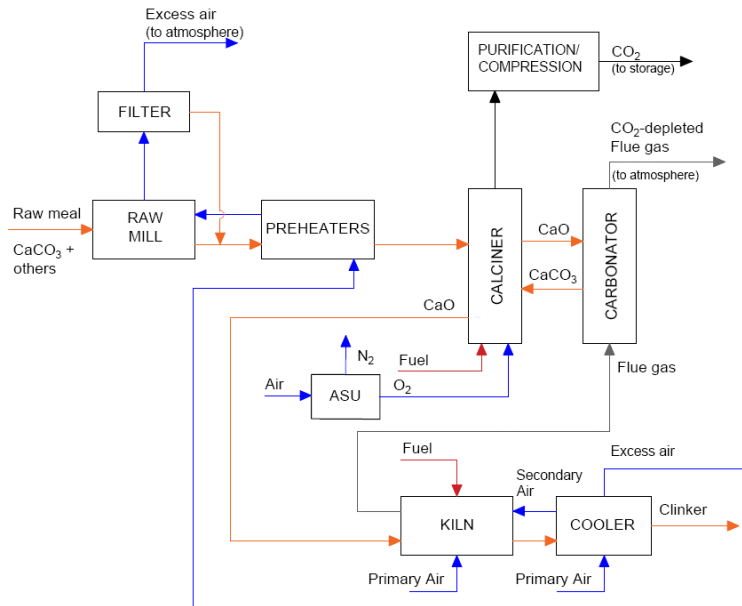 Excess air
(to atmosphere)
PURIFICATION/
COMPRESSION
CO₂
(to storage)
FILTER
CO₂-depleted
Flue gas
(to atmosphere)
Raw meal
CaCO₃ +
others
RAW
MILL
PREHEATERS
CALCINER
CaO
CaCO₃
CARBONATOR
CaO
N₂
Fuel
Flue gas
Air
ASU
O₂
Fuel
Secondary
Air
Excess air
KILN
COOLER
Clinker
Primary Air
Primary Air